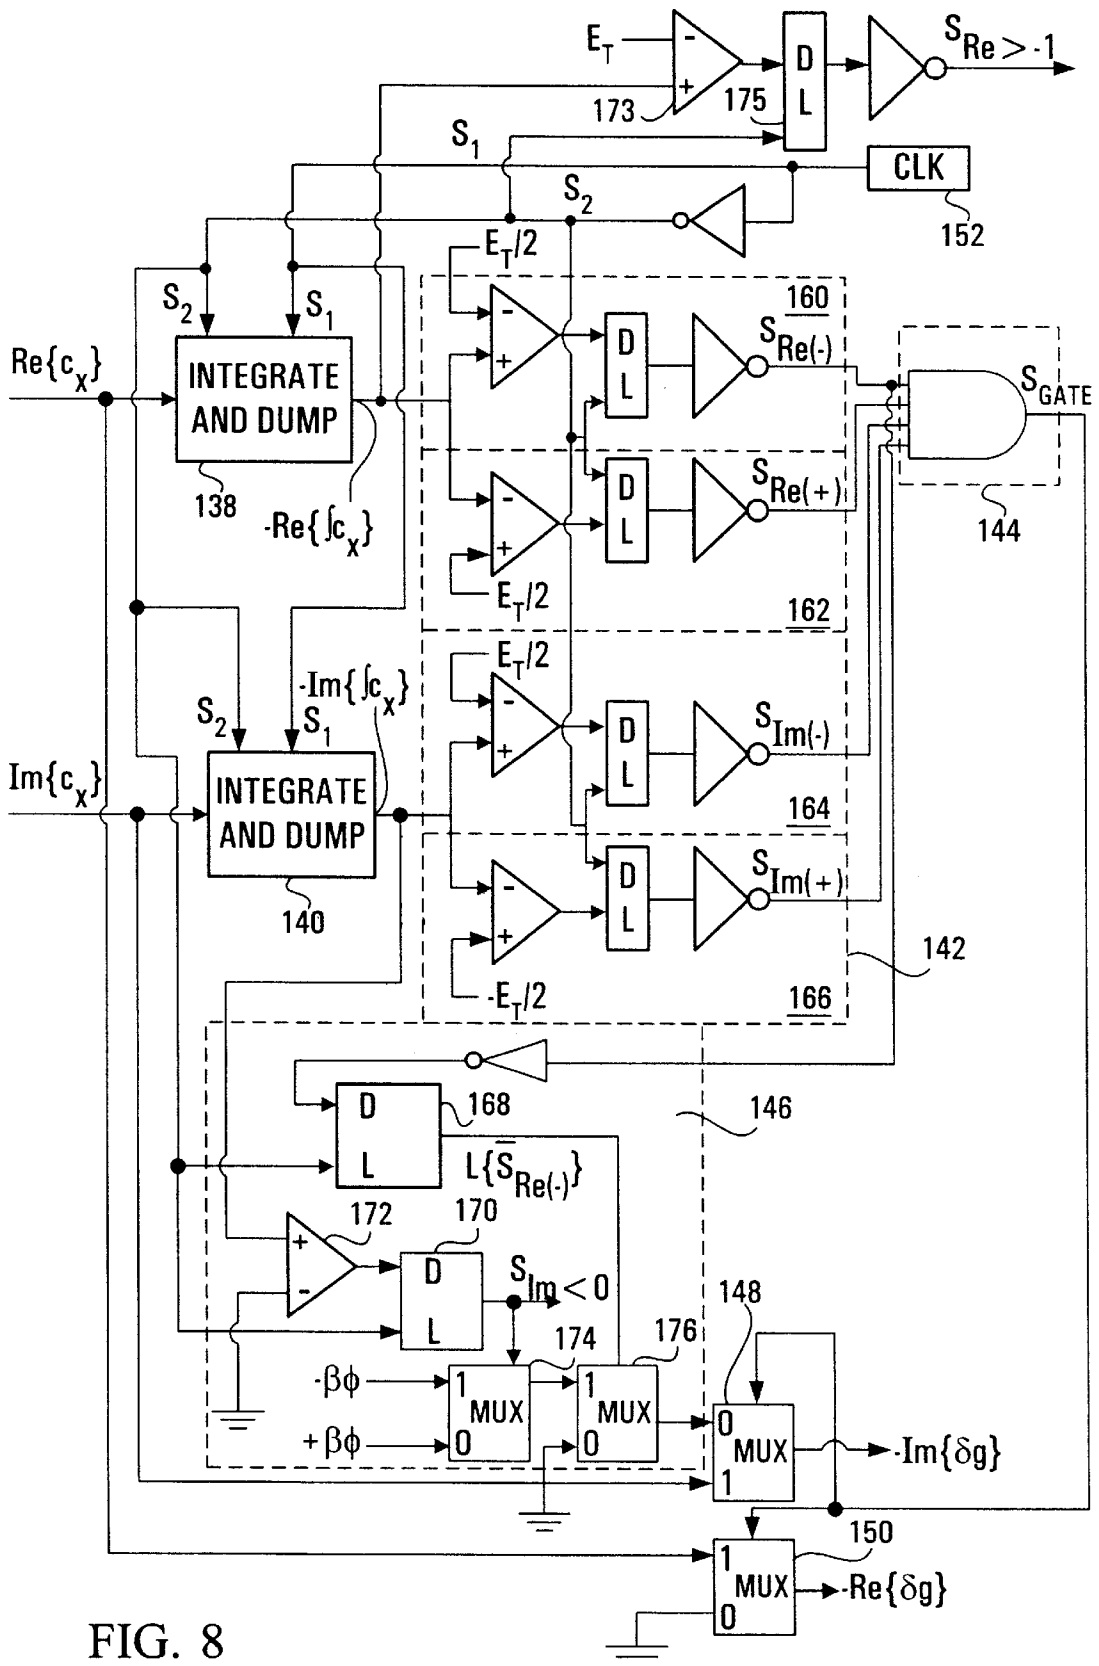 E_T
-
+
173
175
D
L
S_Re > -1
S_1
CLK
152
S_2
E_T/2
S_2
S_1
160
-
+
D
L
S_Re(-)
Re{c_x}
INTEGRATE
AND DUMP
138
-Re{∫c_x}
S_GATE
144
-
+
D
L
S_Re(+)
E_T/2
162
E_T/2
-Im{∫c_x}
S_2
S_1
-
+
D
L
S_Im(-)
164
Im{c_x}
INTEGRATE
AND DUMP
140
-
+
D
L
S_Im(+)
142
-E_T/2
166
146
D
L
168
L{S̅_Re(-)}
172
+
-
170
D
L
S_Im < 0
148
174
176
-βϕ
+βϕ
1
MUX
0
1
MUX
0
0
MUX
1
-Im{δg}
150
1
MUX
0
-Re{δg}
FIG. 8